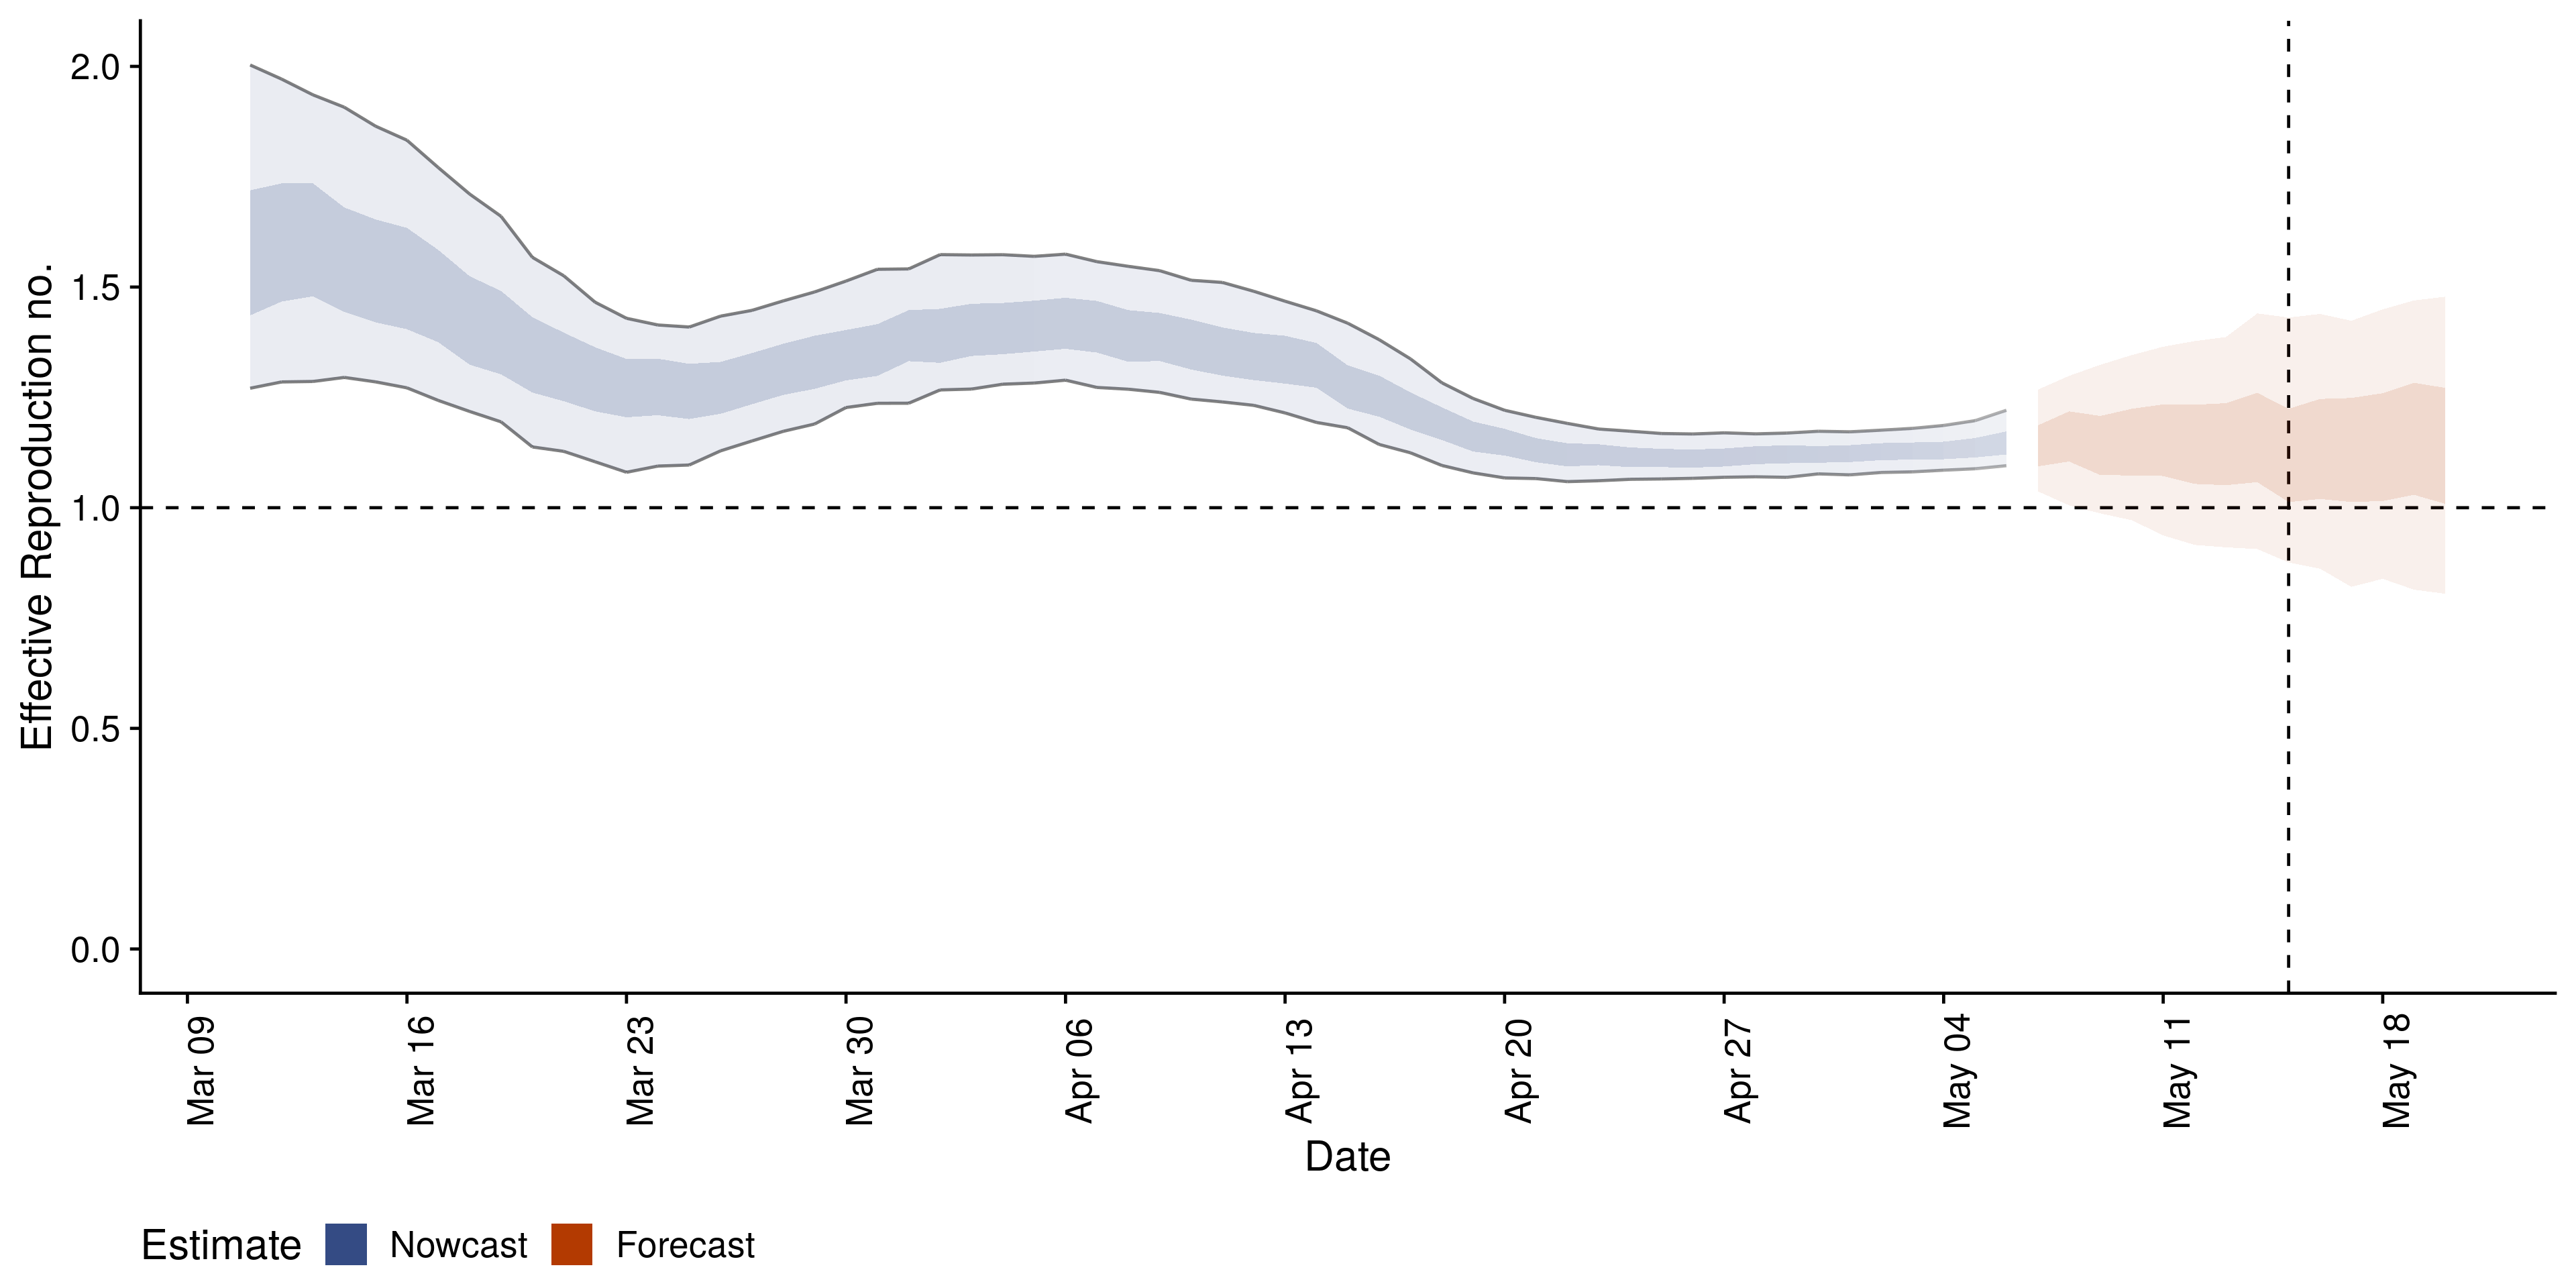 Effective Reproduction no.
2.0
1.5
1.0
0.5
0.0
Mar 09
Mar 16
Mar 23
Mar 30
Apr 06
Apr 13
Apr 20
Apr 27
May 04
May 11
May 18
Date
Estimate Nowcast Forecast